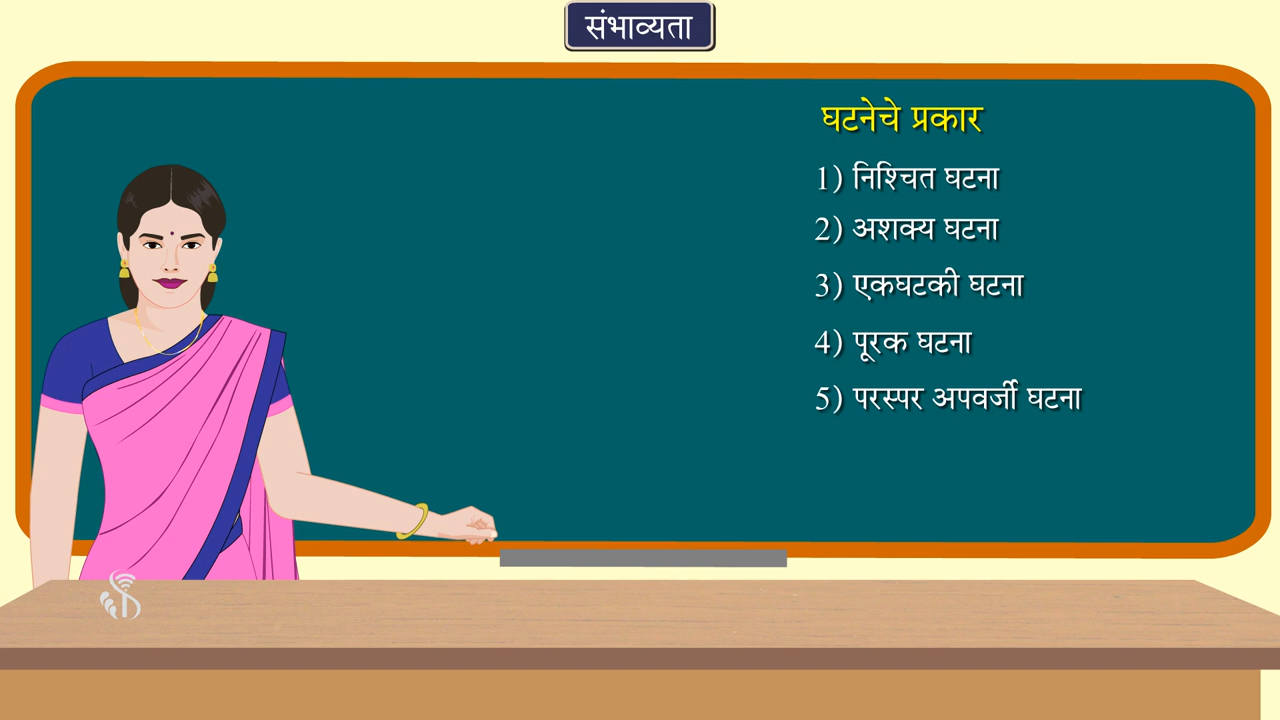 संभाव्यता
घटनेचे प्रकार
1) निश्चित घटना
2) अशक्य घटना
3) एकघटकी घटना
4) पूरक घटना
5) परस्पर अपवर्जी घटना